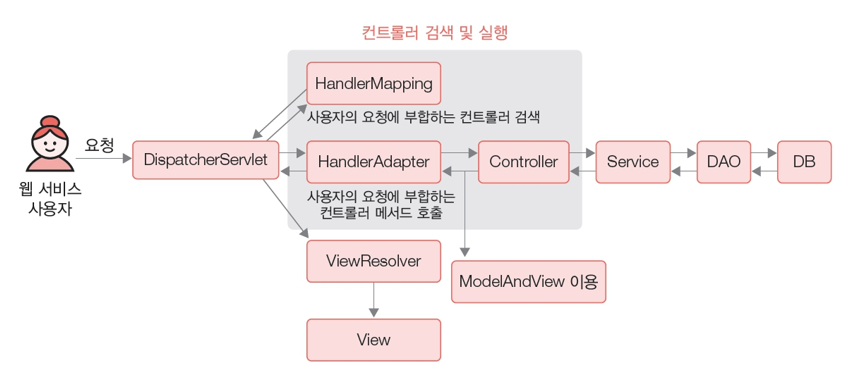 컨트롤러 검색 및 실행
HandlerMapping
사용자의 요청에 부합하는 컨트롤러 검색
요청
DispatcherServlet
HandlerAdapter
Controller
Service
DAO
DB
웹 서비스
사용자
사용자의 요청에 부합하는
컨트롤러 메서드 호출
ViewResolver
ModelAndView 이용
View